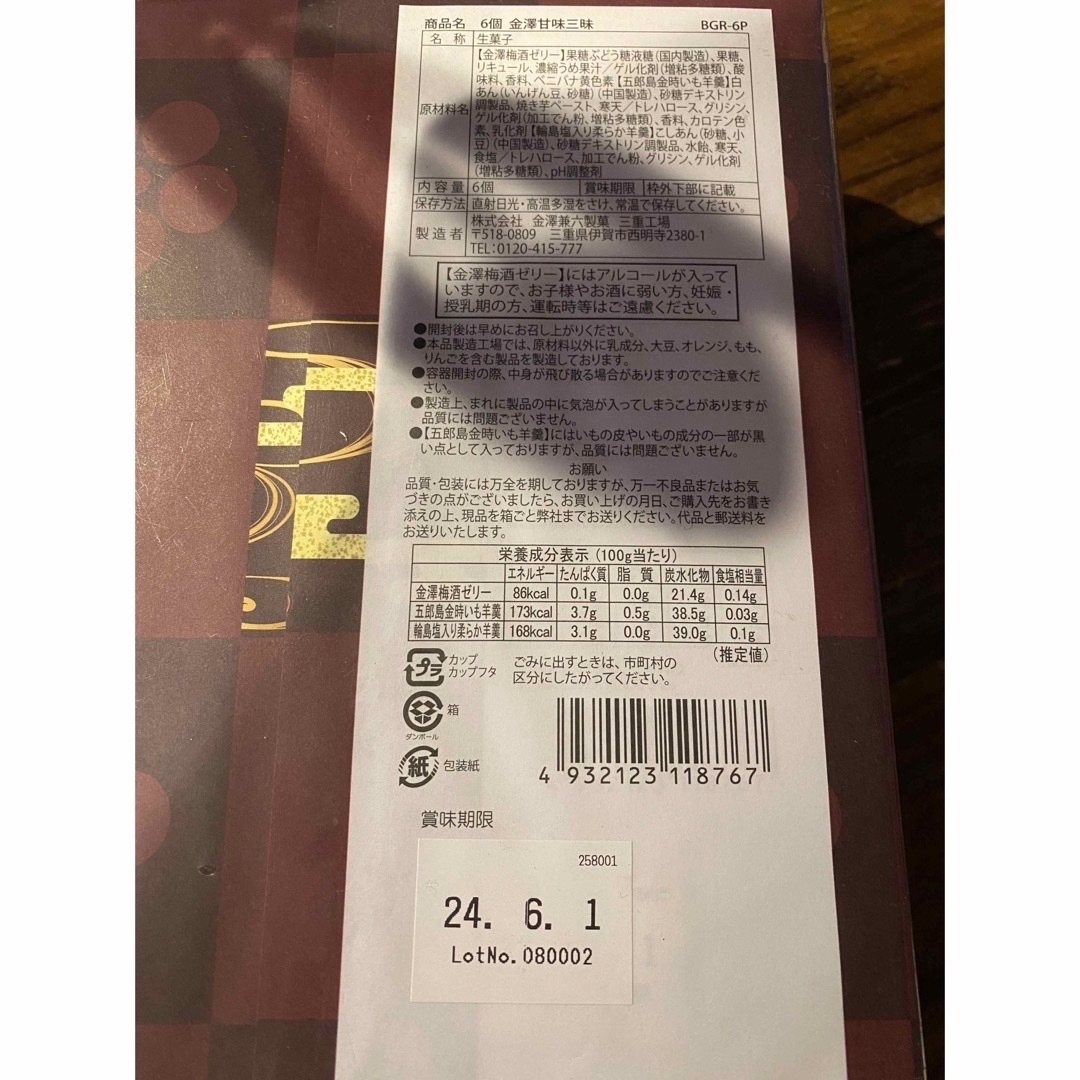 商品名 6個 金澤甘味三昧 BGR-6P
名称 生菓子
原材料名
【金澤梅酒ゼリー】果糖ぶどう糖液糖(国内製造)、果糖、
リキュール、濃縮うめ果汁/ゲル化剤(増粘多糖類)、酸
味料、香料、ベニバナ黄色素【五郎島金時いも羊羹】白
あん(いんげん豆、砂糖)(中国製造)、砂糖デキストリン
調製品、焼き芋ペースト、寒天/トレハロース、グリシン、
ゲル化剤(加工でん粉、増粘多糖類)、香料、カロテン色
素、乳化剤【輪島塩入り柔らか羊羹】こしあん(砂糖、小
豆)(中国製造)、砂糖デキストリン調製品、水飴、寒天、
食塩/トレハロース、加工でん粉、グリシン、ゲル化剤
(増粘多糖類)、pH調整剤
内容量 6個 賞味期限 枠外下部に記載
保存方法 直射日光・高温多湿をさけ、常温で保存してください。
製造者
株式会社 金澤兼六製菓 三重工場
〒518-0809 三重県伊賀市西明寺2380-1
TEL:0120-415-777
【金澤梅酒ゼリー】にはアルコールが入って
いますので、お子様やお酒に弱い方、妊娠・
授乳期の方、運転時等はご遠慮ください。
●開封後は早めにお召し上がりください。
●本品製造工場では、原材料以外に乳成分、大豆、オレンジ、もも、
りんごを含む製品を製造しております。
●容器開封の際、中身が飛び散る場合がありますのでご注意くだ
さい。
●製造上、まれに製品の中に気泡が入ってしまうことがありますが
品質には問題ございません。
●【五郎島金時いも羊羹】にはいもの皮やいもの成分の一部が黒
い点として入っておりますが、品質には問題ございません。
お願い
品質・包装には万全を期しておりますが、万一不良品またはお気
づきの点がございましたら、お買い上げの月日、ご購入先をお書き
添えの上、現品を箱ごと弊社までお送りください。代品と郵送料を
お送りいたします。
栄養成分表示(100g当たり)
エネルギー たんぱく質 脂質 炭水化物 食塩相当量
金澤梅酒ゼリー 86kcal 0.1g 0.0g 21.4g 0.14g
五郎島金時いも羊羹 173kcal 3.7g 0.5g 38.5g 0.03g
輪島塩入り柔らか羊羹 168kcal 3.1g 0.0g 39.0g 0.1g
(推定値)
プラ カップ
カップフタ
ごみに出すときは、市町村の
区分にしたがってください。
箱
ダンボール
紙 包装紙
4 932123 118767
賞味期限
258001
24. 6. 1
LotNo.080002